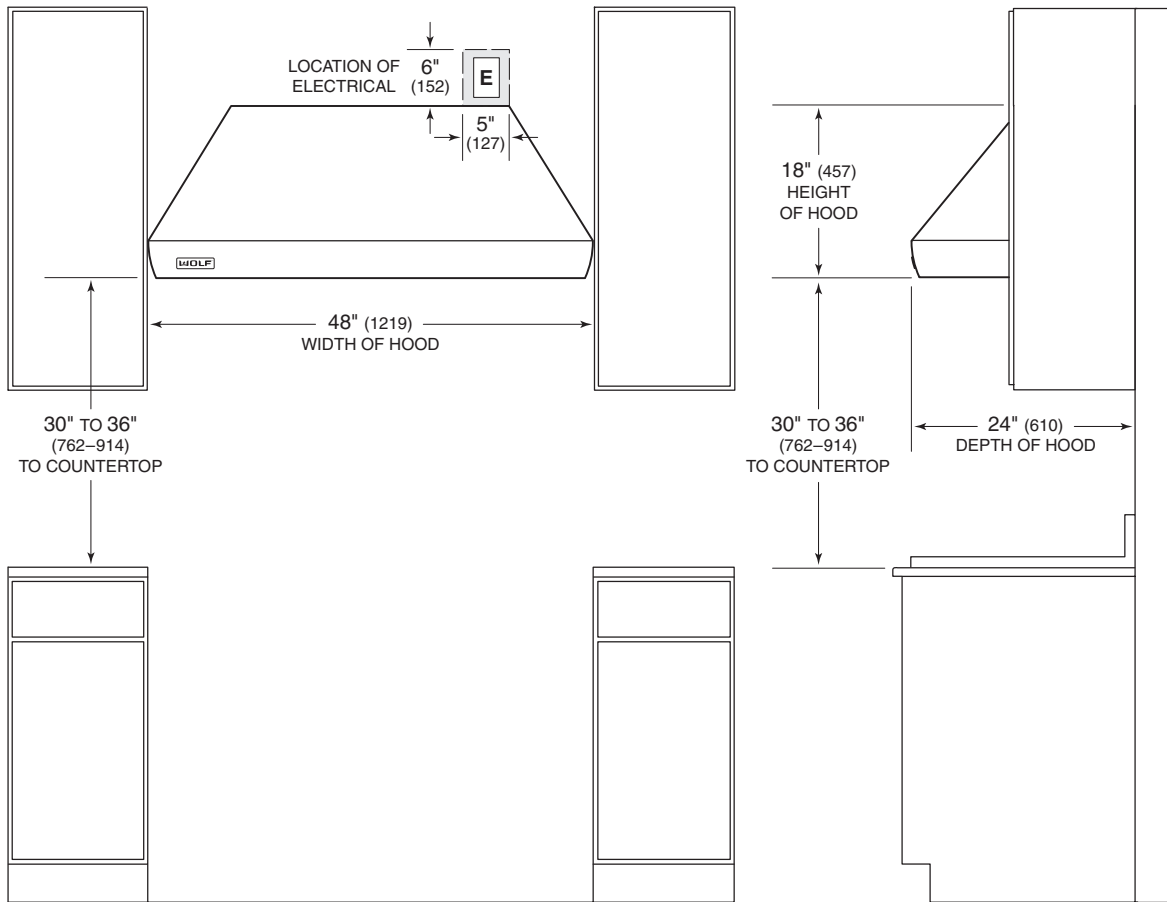 LOCATION OF
ELECTRICAL
6"
(152)
E
5"
(127)
WOLF
48" (1219)
WIDTH OF HOOD
30" TO 36"
(762–914)
TO COUNTERTOP
18" (457)
HEIGHT
OF HOOD
30" TO 36"
(762–914)
TO COUNTERTOP
24" (610)
DEPTH OF HOOD